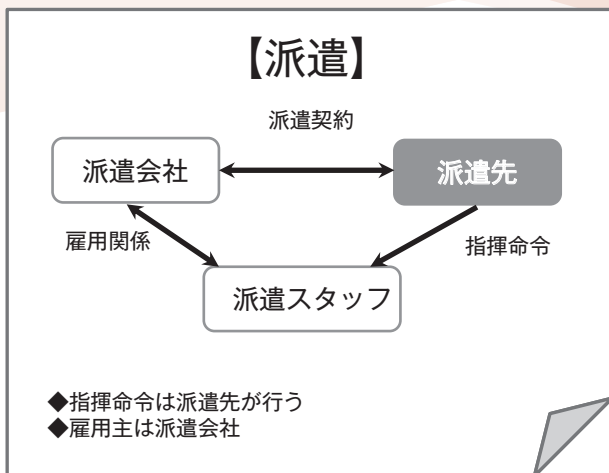 【派遣】
派遣契約
派遣会社
派遣先
雇用関係
指揮命令
派遣スタッフ
◆指揮命令は派遣先が行う
◆雇用主は派遣会社